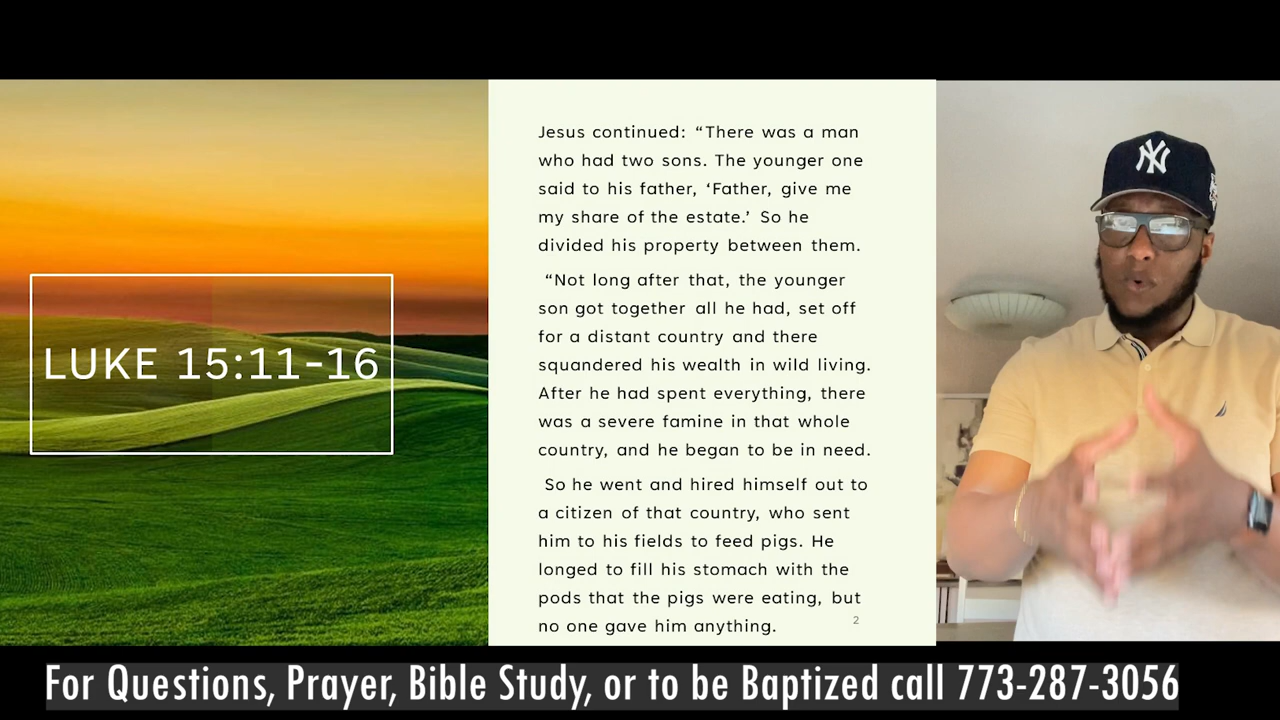 LUKE 15:11-16
Jesus continued: “There was a man
who had two sons. The younger one
said to his father, ‘Father, give me
my share of the estate.’ So he
divided his property between them.
“Not long after that, the younger
son got together all he had, set off
for a distant country and there
squandered his wealth in wild living.
After he had spent everything, there
was a severe famine in that whole
country, and he began to be in need.
So he went and hired himself out to
a citizen of that country, who sent
him to his fields to feed pigs. He
longed to fill his stomach with the
pods that the pigs were eating, but
no one gave him anything.
2
NY
For Questions, Prayer, Bible Study, or to be Baptized call 773-287-3056